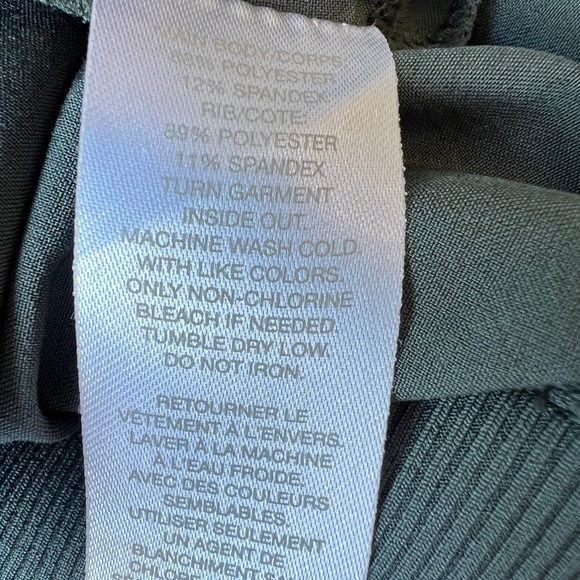 MAIN BODY/CORPS:
88% POLYESTER
12% SPANDEX
RIB/COTE:
89% POLYESTER
11% SPANDEX
TURN GARMENT
INSIDE OUT.
MACHINE WASH COLD.
WITH LIKE COLORS.
ONLY NON-CHLORINE
BLEACH IF NEEDED.
TUMBLE DRY LOW.
DO NOT IRON.
RETOURNER LE
VÊTEMENT À L'ENVERS.
LAVER À LA MACHINE
À L'EAU FROIDE.
AVEC DES COULEURS
SEMBLABLES.
UTILISER SEULEMENT
UN AGENT DE
BLANCHIMENT SANS